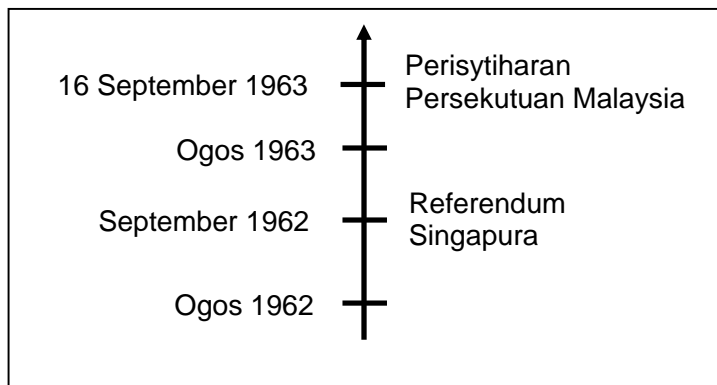 16 September 1963
Perisytiharan
Persekutuan Malaysia
Ogos 1963
September 1962
Referendum
Singapura
Ogos 1962